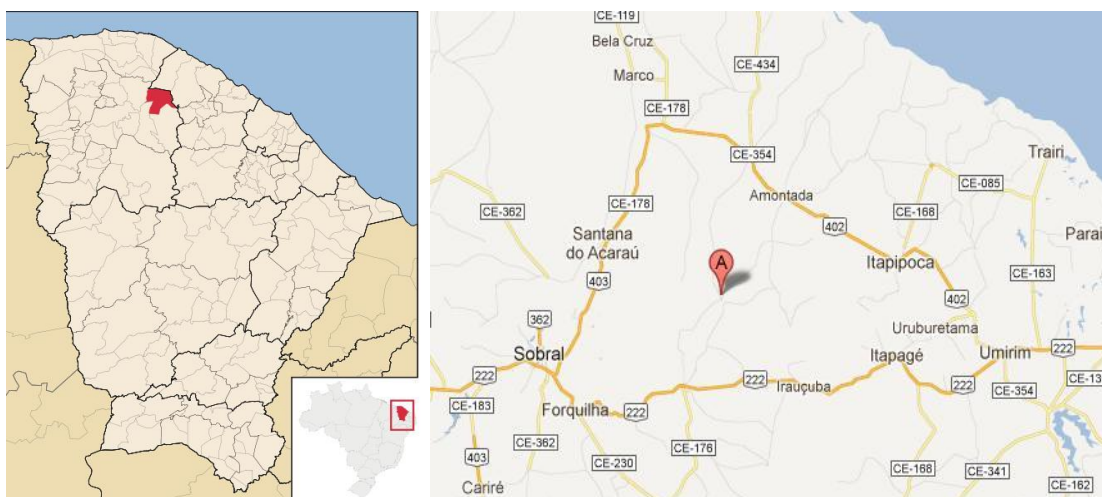 CE-119
Bela Cruz
Marco
CE-434
CE-178
CE-354
Trairi
CE-085
Amontada
CE-362
CE-178
CE-168
Santana
do Acaraú
402
Parai
Itapipoca
A
403
CE-163
402
362
Uruburetama
Sobral
Itapagé
Umirim
222
222
222
Irauçuba
222
CE-354
CE-13
CE-183
Forquilha
222
CE-362
CE-176
403
CE-230
CE-168
CE-341
Cariré
CE-162